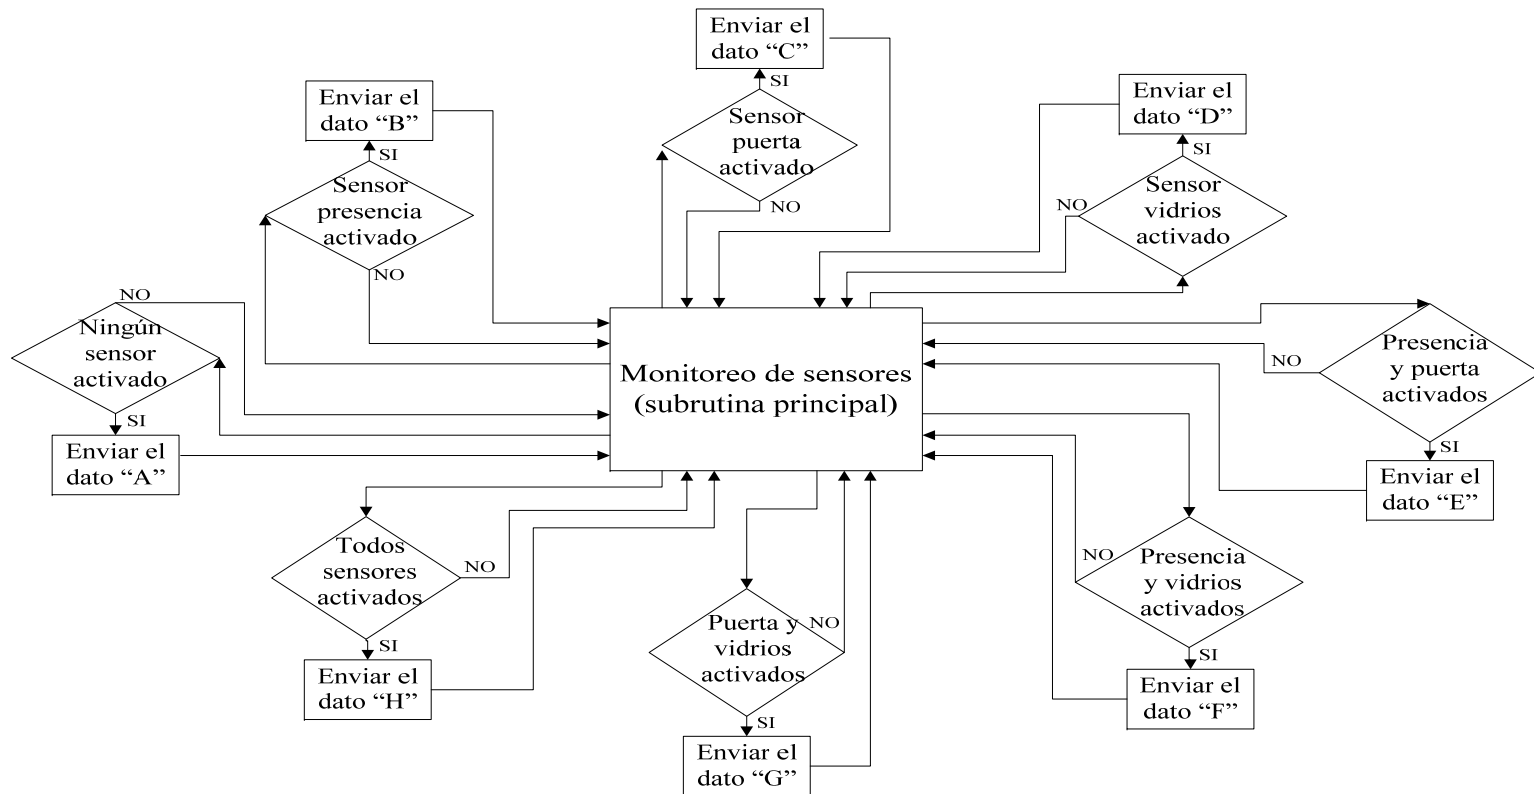 Enviar el
dato “C”
SI
Sensor
puerta
activado
NO
Enviar el
dato “B”
SI
Sensor
presencia
activado
NO
Enviar el
dato “D”
SI
NO
Sensor
vidrios
activado
NO
Ningún
sensor
activado
SI
Enviar el
dato “A”
Monitoreo de sensores
(subrutina principal)
Presencia
y puerta
activados
NO
SI
Enviar el
dato “E”
Todos
sensores
activados
NO
SI
Enviar el
dato “H”
Puerta y
vidrios
activados
NO
SI
Enviar el
dato “G”
NO
Presencia
y vidrios
activados
SI
Enviar el
dato “F”